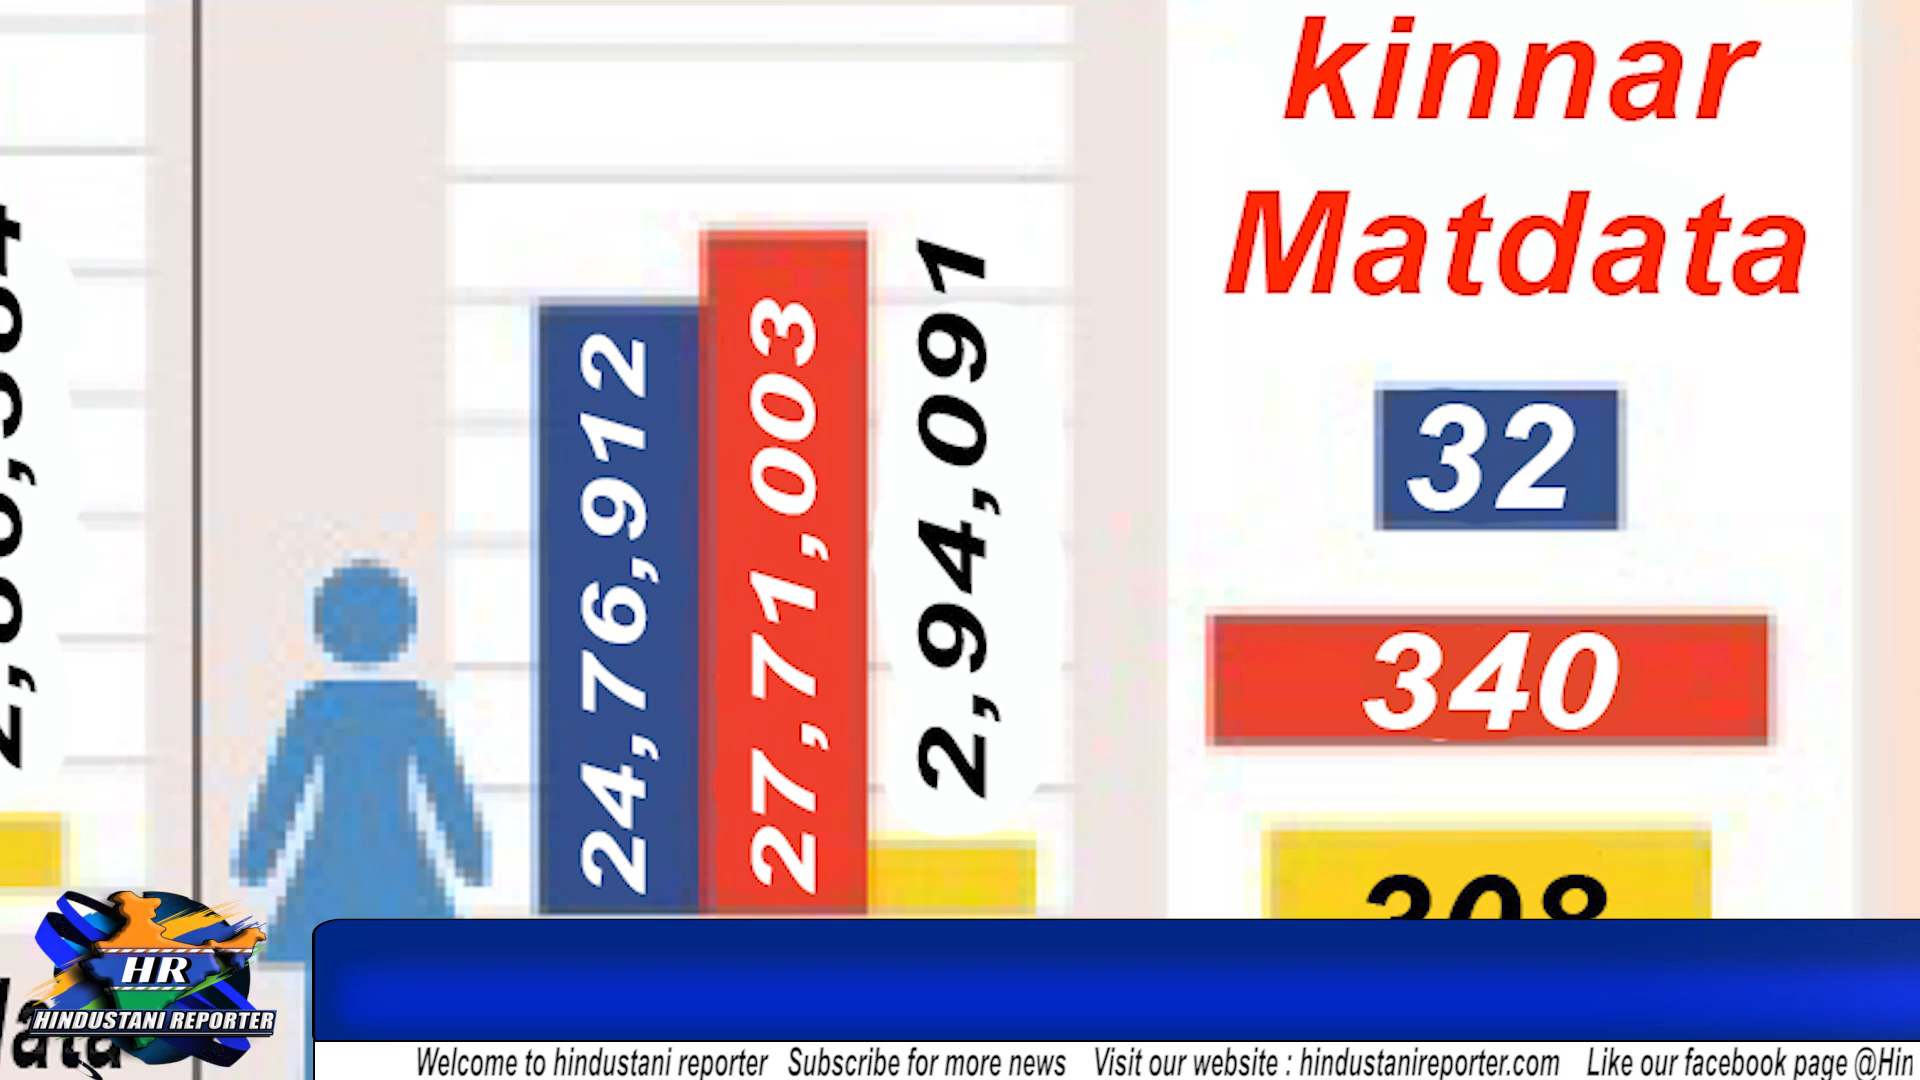 kinnar
Matdata
24,76,912
27,71,003
2,94,091
32
340
308
HR
HINDUSTANI REPORTER
Welcome to hindustani reporter Subscribe for more news Visit our website : hindustanireporter.com Like our facebook page @Hin